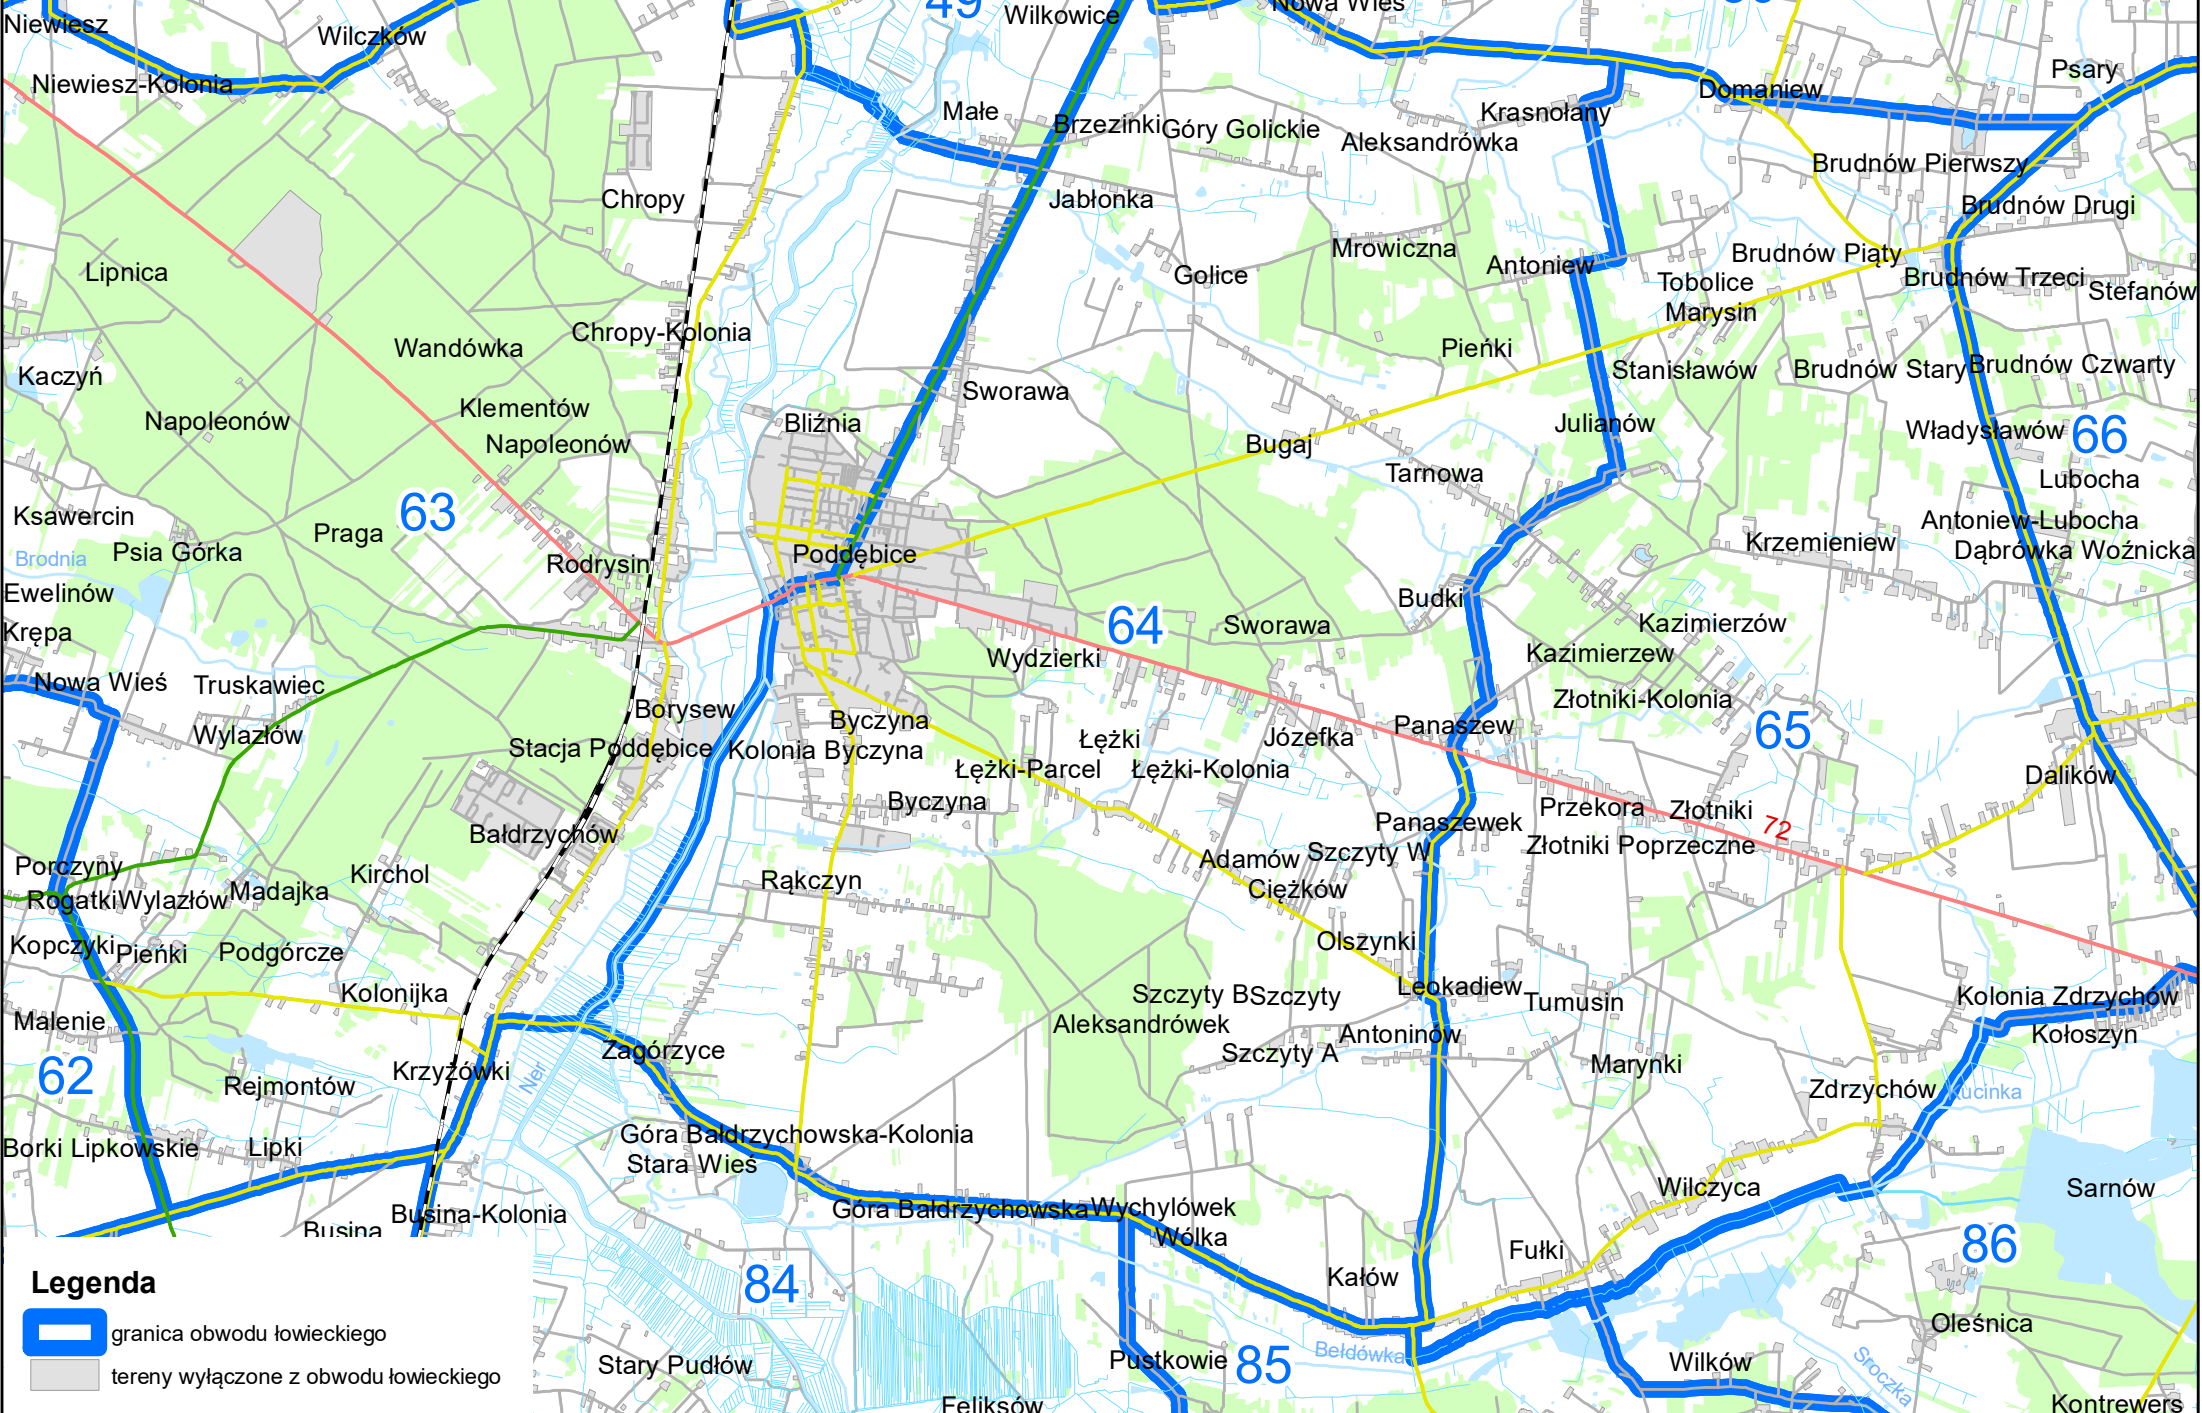 49
Wilkowice
Nowa Wieś
Niewiesz
Wilczków
Niewiesz-Kolonia
Psary
Domaniew
Małe
Krasnołany
Brzezinki
Góry Golickie
Aleksandrówka
Brudnów Pierwszy
Chropy
Jabłonka
Brudnów Drugi
Mrowiczna
Antoniew
Brudnów Piąty
Lipnica
Golice
Tobolice
Brudnów Trzeci
Stefanów
Marysin
Chropy-Kolonia
Wandówka
Pieńki
Kaczyń
Stanisławów
Brudnów Stary
Brudnów Czwarty
Sworawa
Klementów
Napoleonów
Bliźnia
Julianów
Władysławów
66
Napoleonów
Bugaj
Tarnowa
Lubocha
63
Ksawercin
Praga
Antoniew-Lubocha
Psia Górka
Brodnia
Rodrysin
Poddębice
Krzemieniew
Dąbrówka Woźnicka
Ewelinów
Budki
Krępa
64
Sworawa
Kazimierzów
Wydzierki
Kazimierzew
Nowa Wieś
Truskawiec
Złotniki-Kolonia
Borysew
Byczyna
Panaszew
65
Wylazłów
Stacja Poddębice
Kolonia Byczyna
Łężki
Józefka
Łężki-Parcel
Łężki-Kolonia
Dalików
Byczyna
Przekora
Złotniki
72
Bałdrzychów
Panaszewek
Złotniki Poprzeczne
Porczyny
Kirchol
Rąkczyn
Adamów
Szczyty W
Rogatki
Wylazłów
Madajka
Ciężków
Kopczyki
Pieńki
Podgórcze
Olszynki
Kolonijka
Szczyty B
Szczyty
Leokadiew
Tumusin
Kolonia Zdrzychów
Malenie
Aleksandrówek
Antoninów
Kołoszyn
Zagórzyce
Szczyty A
Marynki
62
Krzyżówki
Ner
Rejmontów
Zdrzychów
Kucinka
Borki Lipkowskie
Lipki
Góra Bałdrzychowska-Kolonia
Stara Wieś
Wilczyca
Sarnów
Busina-Kolonia
Busina
Góra Bałdrzychowska
Wychylówek
Wólka
Fułki
86
Kałów
84
Legenda
granica obwodu łowieckiego
tereny wyłączone z obwodu łowieckiego
Oleśnica
Stary Pudłów
Pustkowie
85
Bełdówka
Wilków
Sroczka
Feliksów
Kontrewers